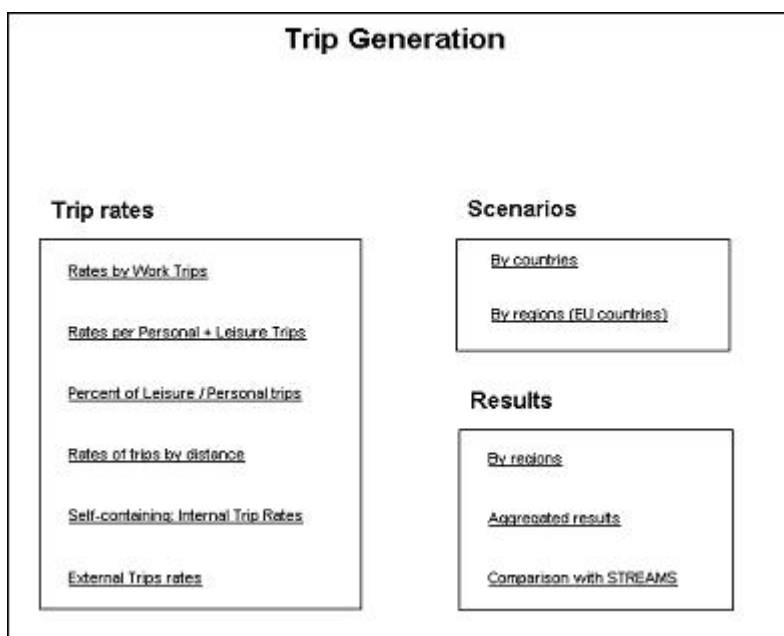 Trip Generation
Trip rates
Rates by Work Trips
Rates per Personal + Leisure Trips
Percent of Leisure / Personal trips
Rates of trips by distance
Self-containing: Internal Trip Rates
External Trips rates
Scenarios
By countries
By regions (EU countries)
Results
By regions
Aggregated results
Comparison with STREAMS